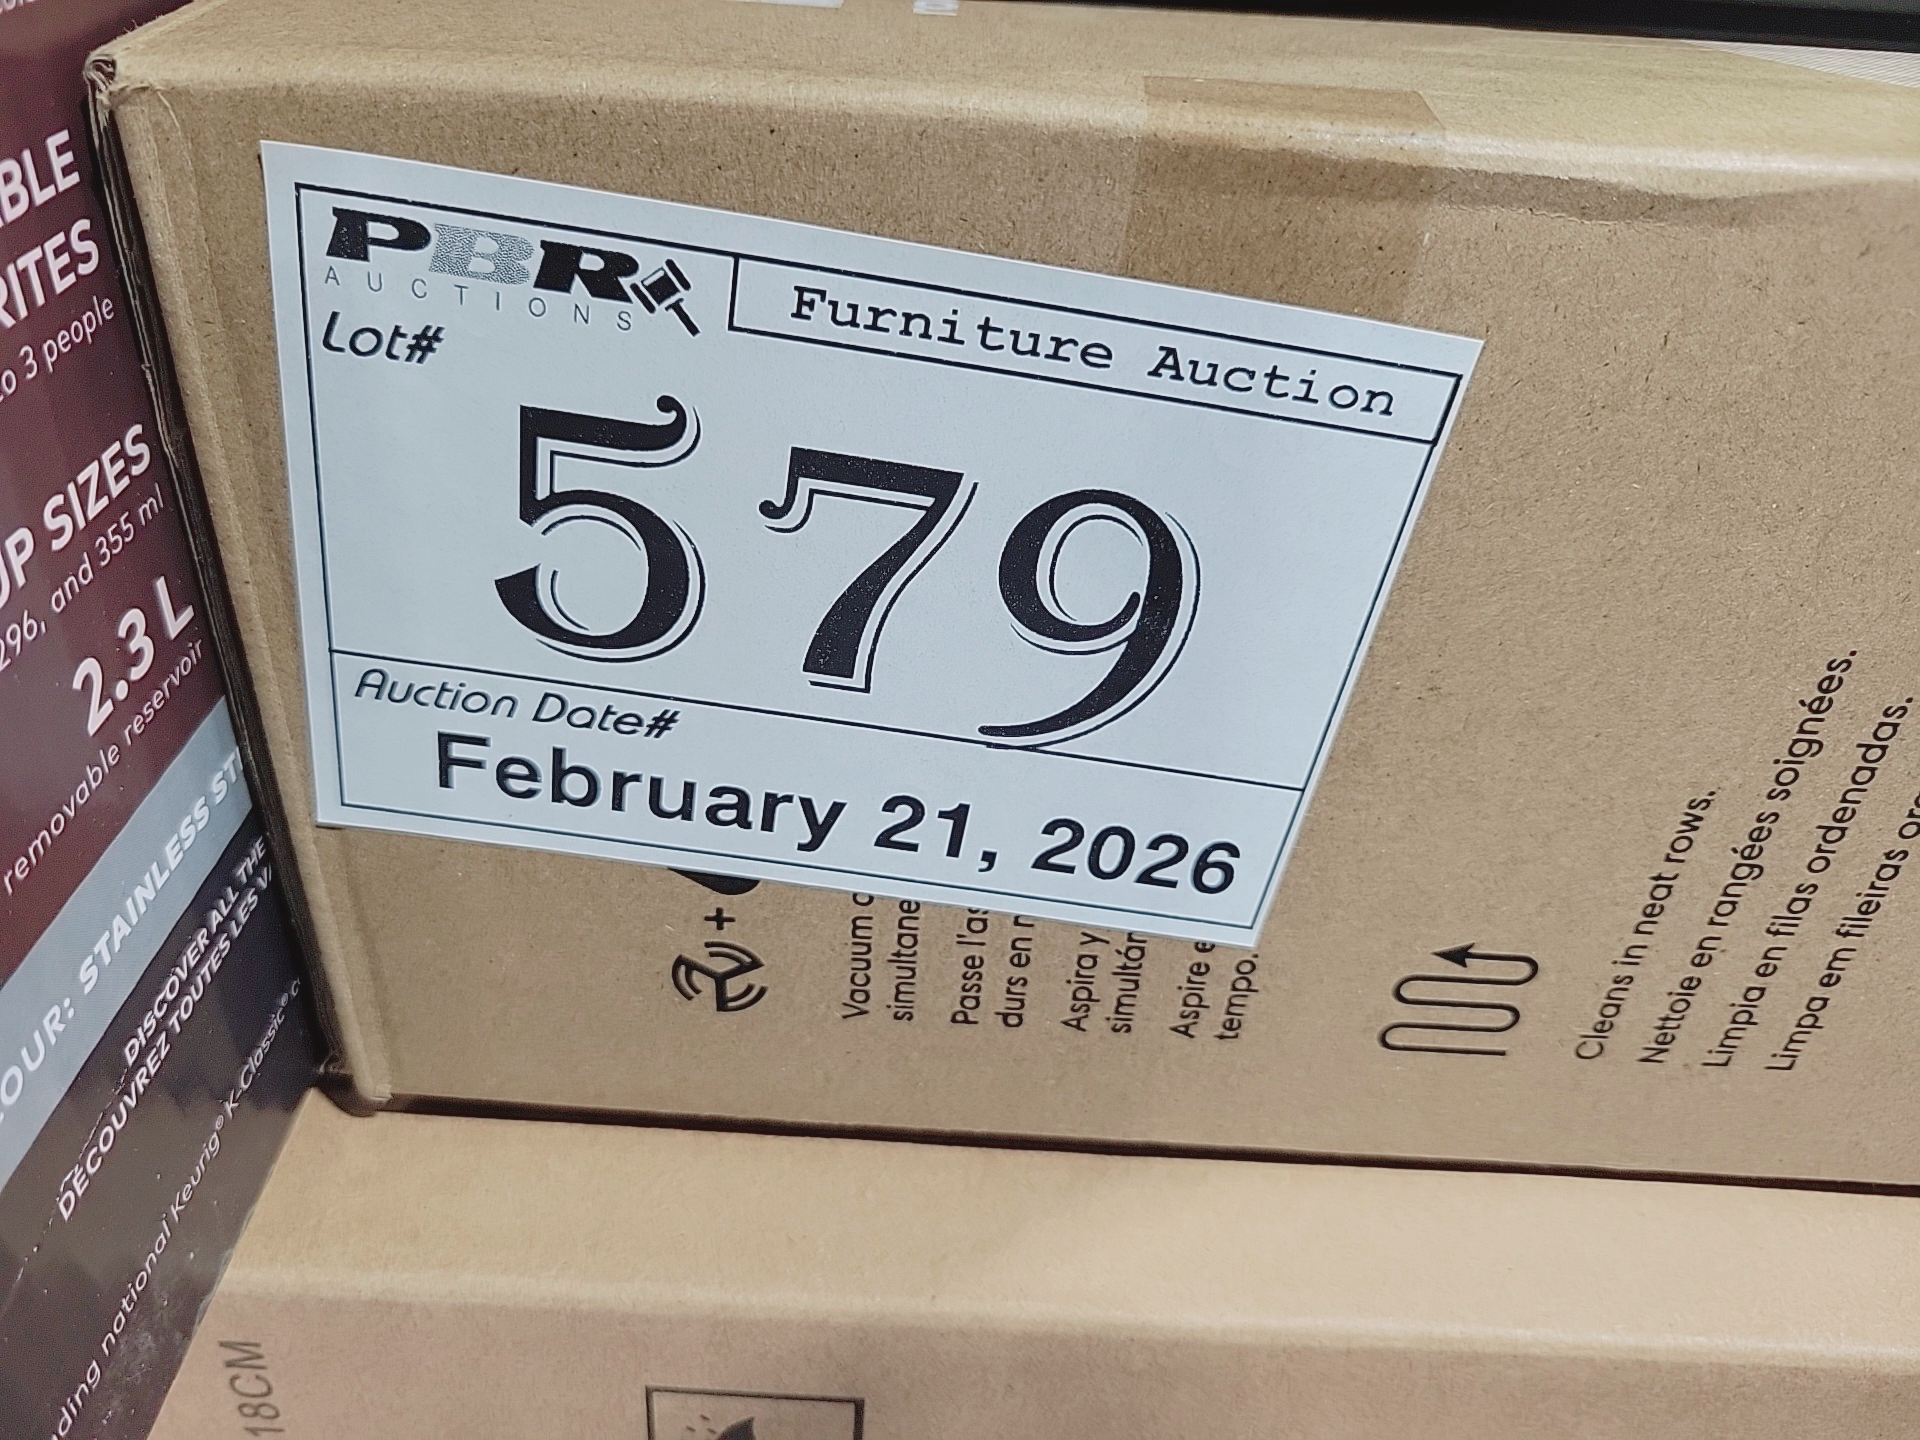 PBR
AUCTIONS
Furniture Auction
Lot#
579
Auction Date#
February 21, 2026
Vacuum
simultane
Passe l'as
durs en
Aspira y
simultán
Aspire e
tempo.
Cleans in neat rows.
Nettoie en rangées soignées.
Limpia en filas ordenadas.
Limpa em fileiras
BLE
RITES
to 3 people
UP SIZES
296, and 355 ml
2.3 L
removable reservoir
OUR: STAINLESS ST
DISCOVER ALL THE
DÉCOUVREZ TOUTES LES
national Keurig® K-Classic®
18CM